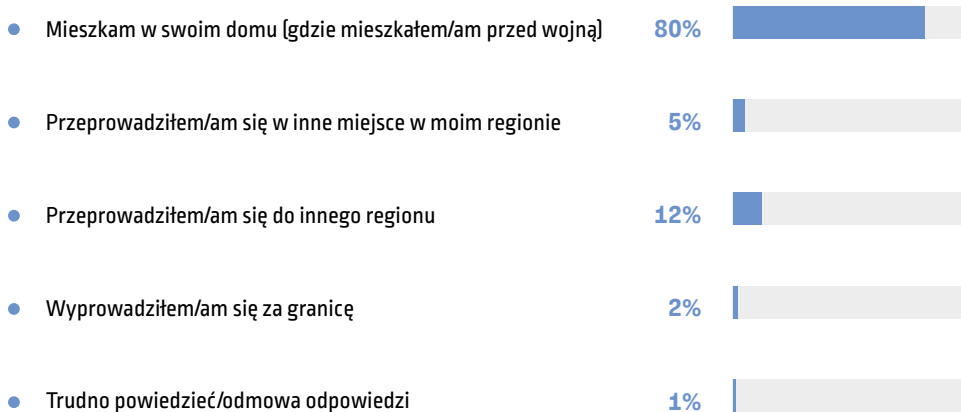 Mieszkam w swoim domu (gdzie mieszkałem/am przed wojną) 80%
Przeprowadziłem/am się w inne miejsce w moim regionie 5%
Przeprowadziłem/am się do innego regionu 12%
Wyprowadziłem/am się za granicę 2%
Trudno powiedzieć/odmowa odpowiedzi 1%